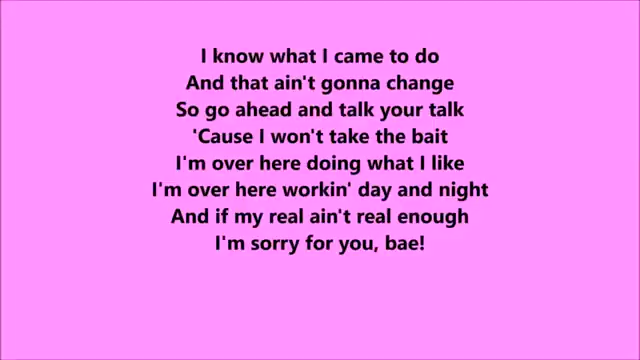 I know what I came to do
And that ain't gonna change
So go ahead and talk your talk
'Cause I won't take the bait
I'm over here doing what I like
I'm over here workin' day and night
And if my real ain't real enough
I'm sorry for you, bae!